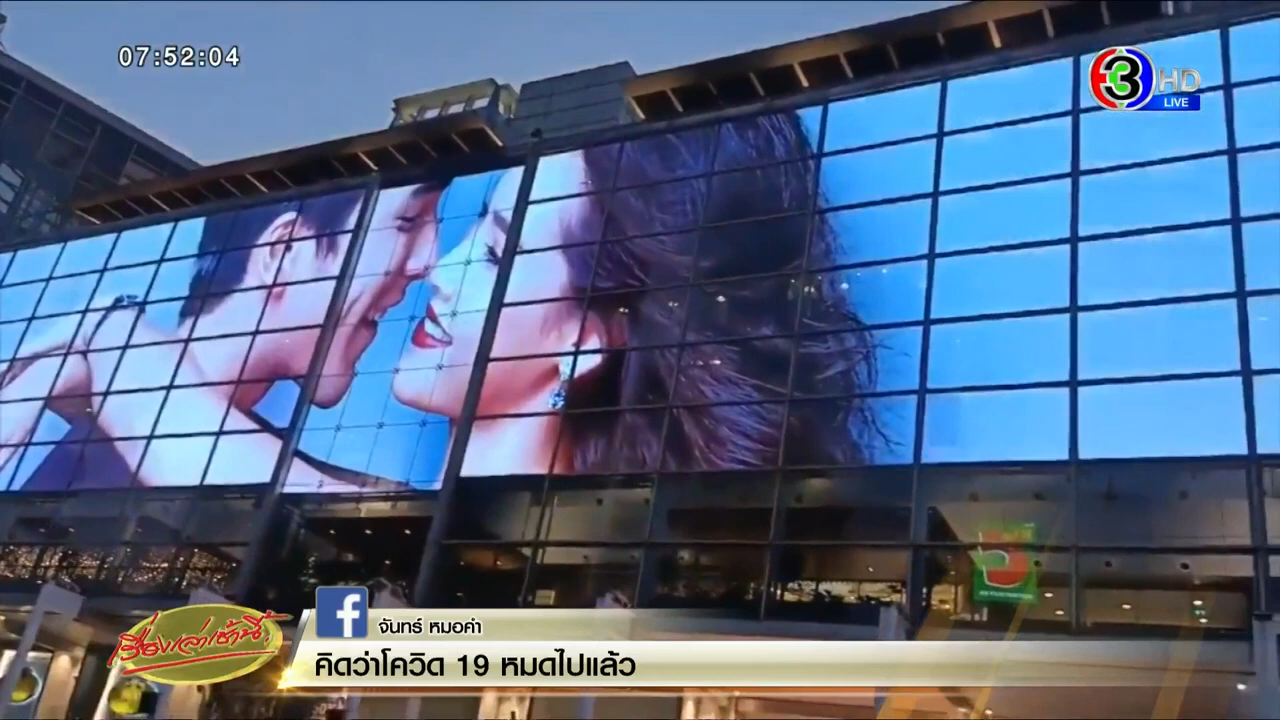 07:52:04
3 HD
LIVE
เรื่องเล่าเช้านี้
f จันทร์ หมอคำ
คิดว่าโควิด 19 หมดไปแล้ว